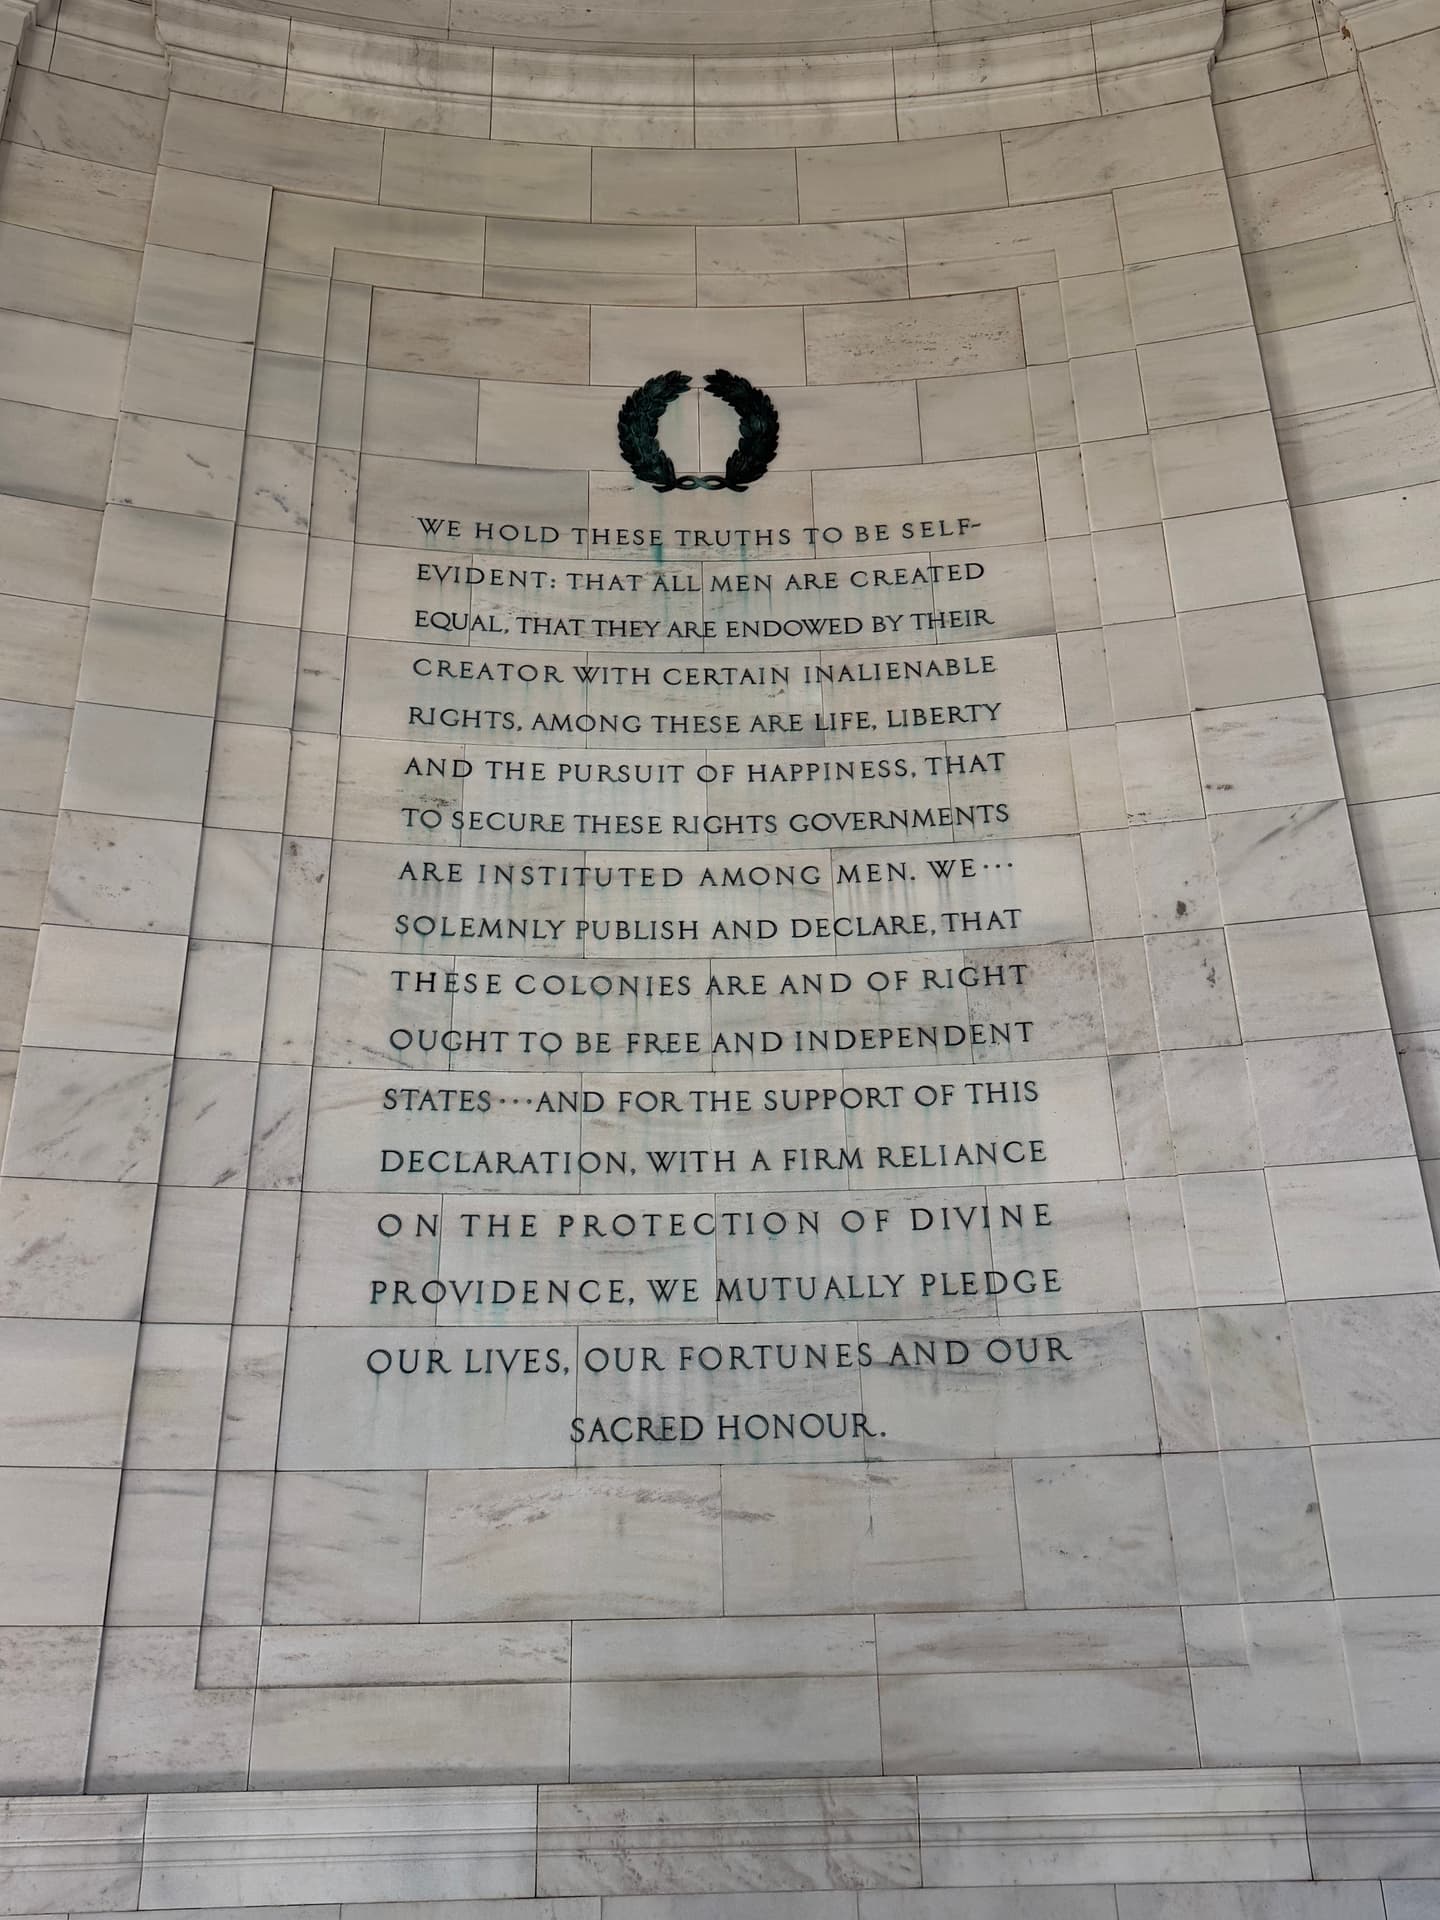 WE HOLD THESE TRUTHS TO BE SELF-
EVIDENT: THAT ALL MEN ARE CREATED
EQUAL, THAT THEY ARE ENDOWED BY THEIR
CREATOR WITH CERTAIN INALIENABLE
RIGHTS, AMONG THESE ARE LIFE, LIBERTY
AND THE PURSUIT OF HAPPINESS, THAT
TO SECURE THESE RIGHTS GOVERNMENTS
ARE INSTITUTED AMONG MEN. WE···
SOLEMNLY PUBLISH AND DECLARE, THAT
THESE COLONIES ARE AND OF RIGHT
OUGHT TO BE FREE AND INDEPENDENT
STATES···AND FOR THE SUPPORT OF THIS
DECLARATION, WITH A FIRM RELIANCE
ON THE PROTECTION OF DIVINE
PROVIDENCE, WE MUTUALLY PLEDGE
OUR LIVES, OUR FORTUNES AND OUR
SACRED HONOUR.